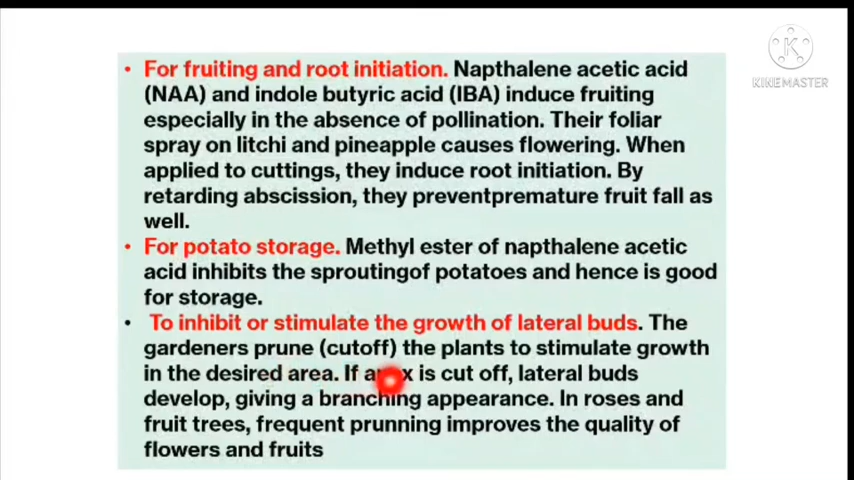 KINEMASTER
• For fruiting and root initiation. Napthalene acetic acid
(NAA) and indole butyric acid (IBA) induce fruiting
especially in the absence of pollination. Their foliar
spray on litchi and pineapple causes flowering. When
applied to cuttings, they induce root initiation. By
retarding abscission, they preventpremature fruit fall as
well.
• For potato storage. Methyl ester of napthalene acetic
acid inhibits the sproutingof potatoes and hence is good
for storage.
• To inhibit or stimulate the growth of lateral buds. The
gardeners prune (cutoff) the plants to stimulate growth
in the desired area. If apex is cut off, lateral buds
develop, giving a branching appearance. In roses and
fruit trees, frequent prunning improves the quality of
flowers and fruits